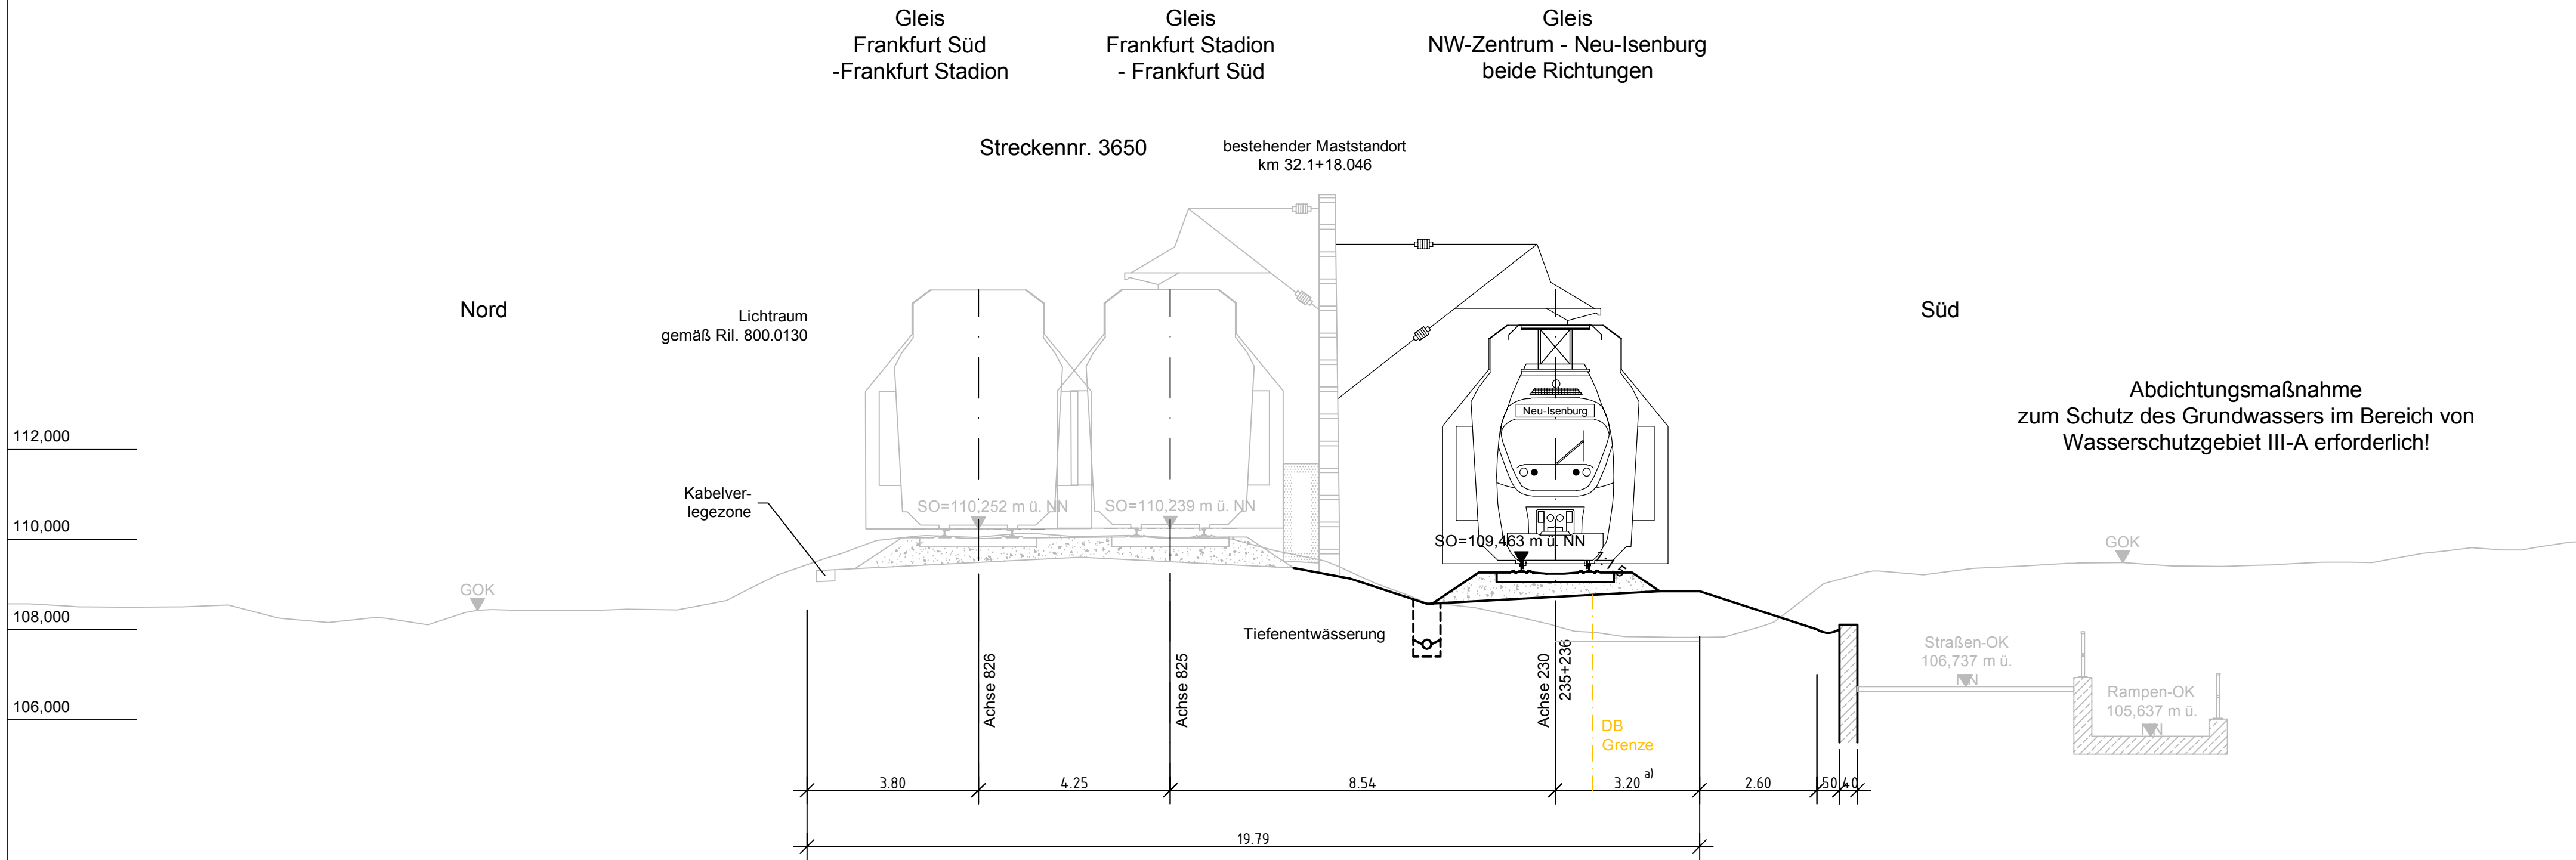 Gleis
Frankfurt Süd
-Frankfurt Stadion
Gleis
Frankfurt Stadion
- Frankfurt Süd
Gleis
NW-Zentrum - Neu-Isenburg
beide Richtungen
Streckennr. 3650
bestehender Maststandort
km 32.1+18.046
Nord
Lichtraum
gemäß Ril. 800.0130
Süd
Abdichtungsmaßnahme
zum Schutz des Grundwassers im Bereich von
Wasserschutzgebiet III-A erforderlich!
Neu-Isenburg
112,000
110,000
108,000
106,000
Kabelver-
legezone
SO=110,252 m ü. NN
SO=110,239 m ü. NN
SO=109,463 m ü. NN
1:1,5
GOK
GOK
Tiefenentwässerung
Straßen-OK
106,737 m ü.
NN
Rampen-OK
105,637 m ü.
NN
Achse 826
Achse 825
Achse 230
235+236
DB
Grenze
3.80
4.25
8.54
3.20 a)
2.60
50
40
19.79